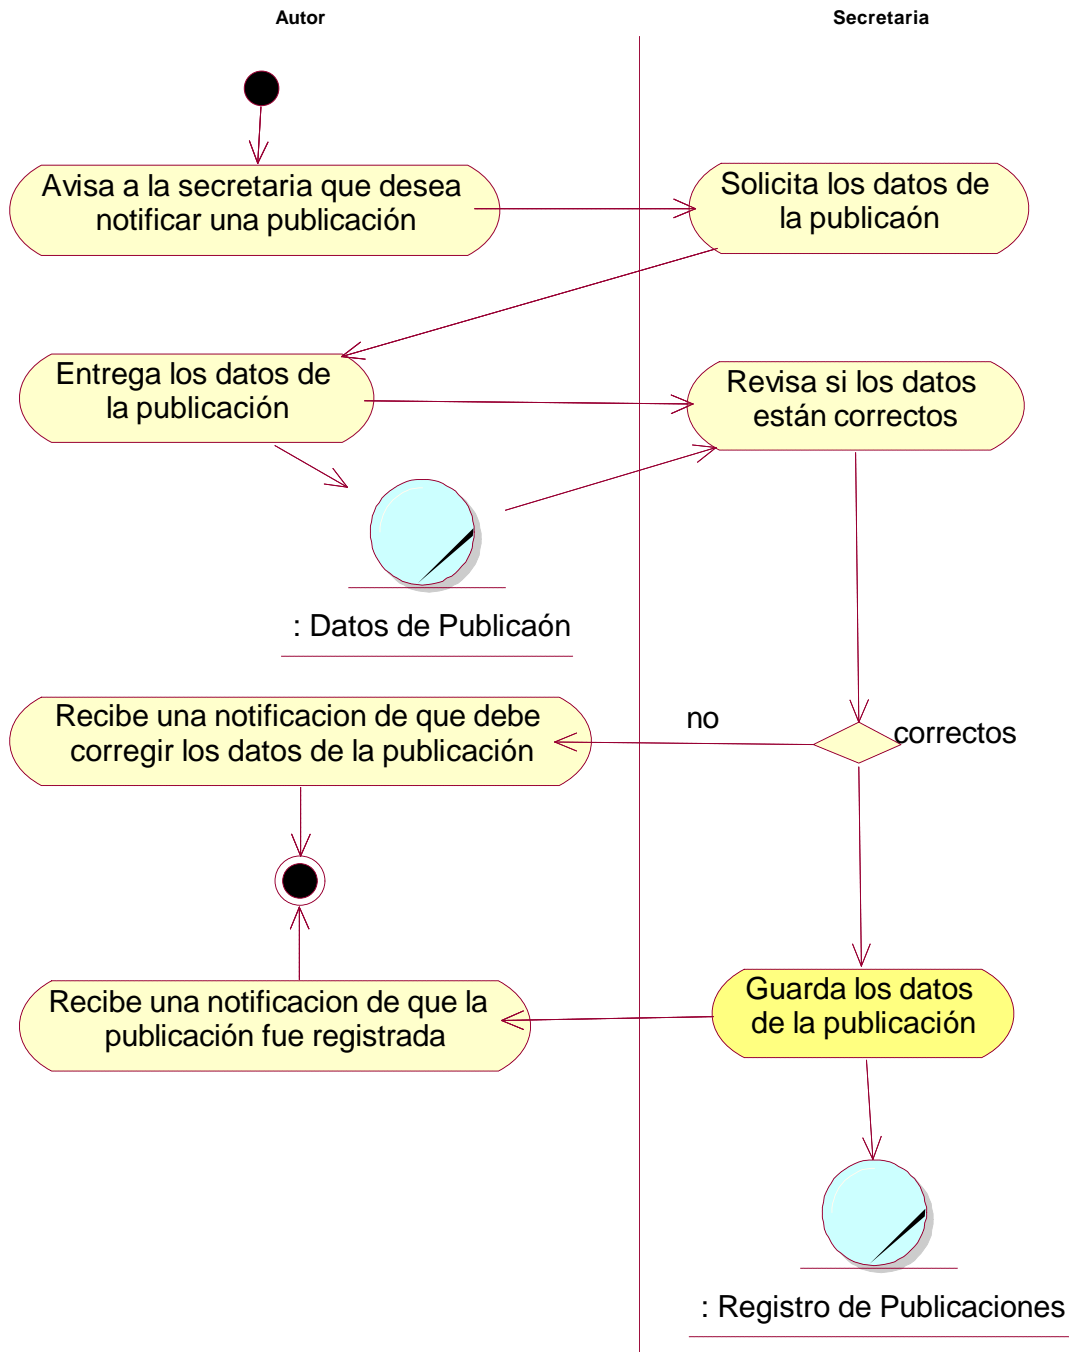 Autor
Secretaria
Avisa a la secretaria que desea
notificar una publicación
Solicita los datos de
la publicaón
Entrega los datos de
la publicación
Revisa si los datos
están correctos
: Datos de Publicaón
Recibe una notificacion de que debe
corregir los datos de la publicación
no
correctos
Recibe una notificacion de que la
publicación fue registrada
Guarda los datos
de la publicación
: Registro de Publicaciones